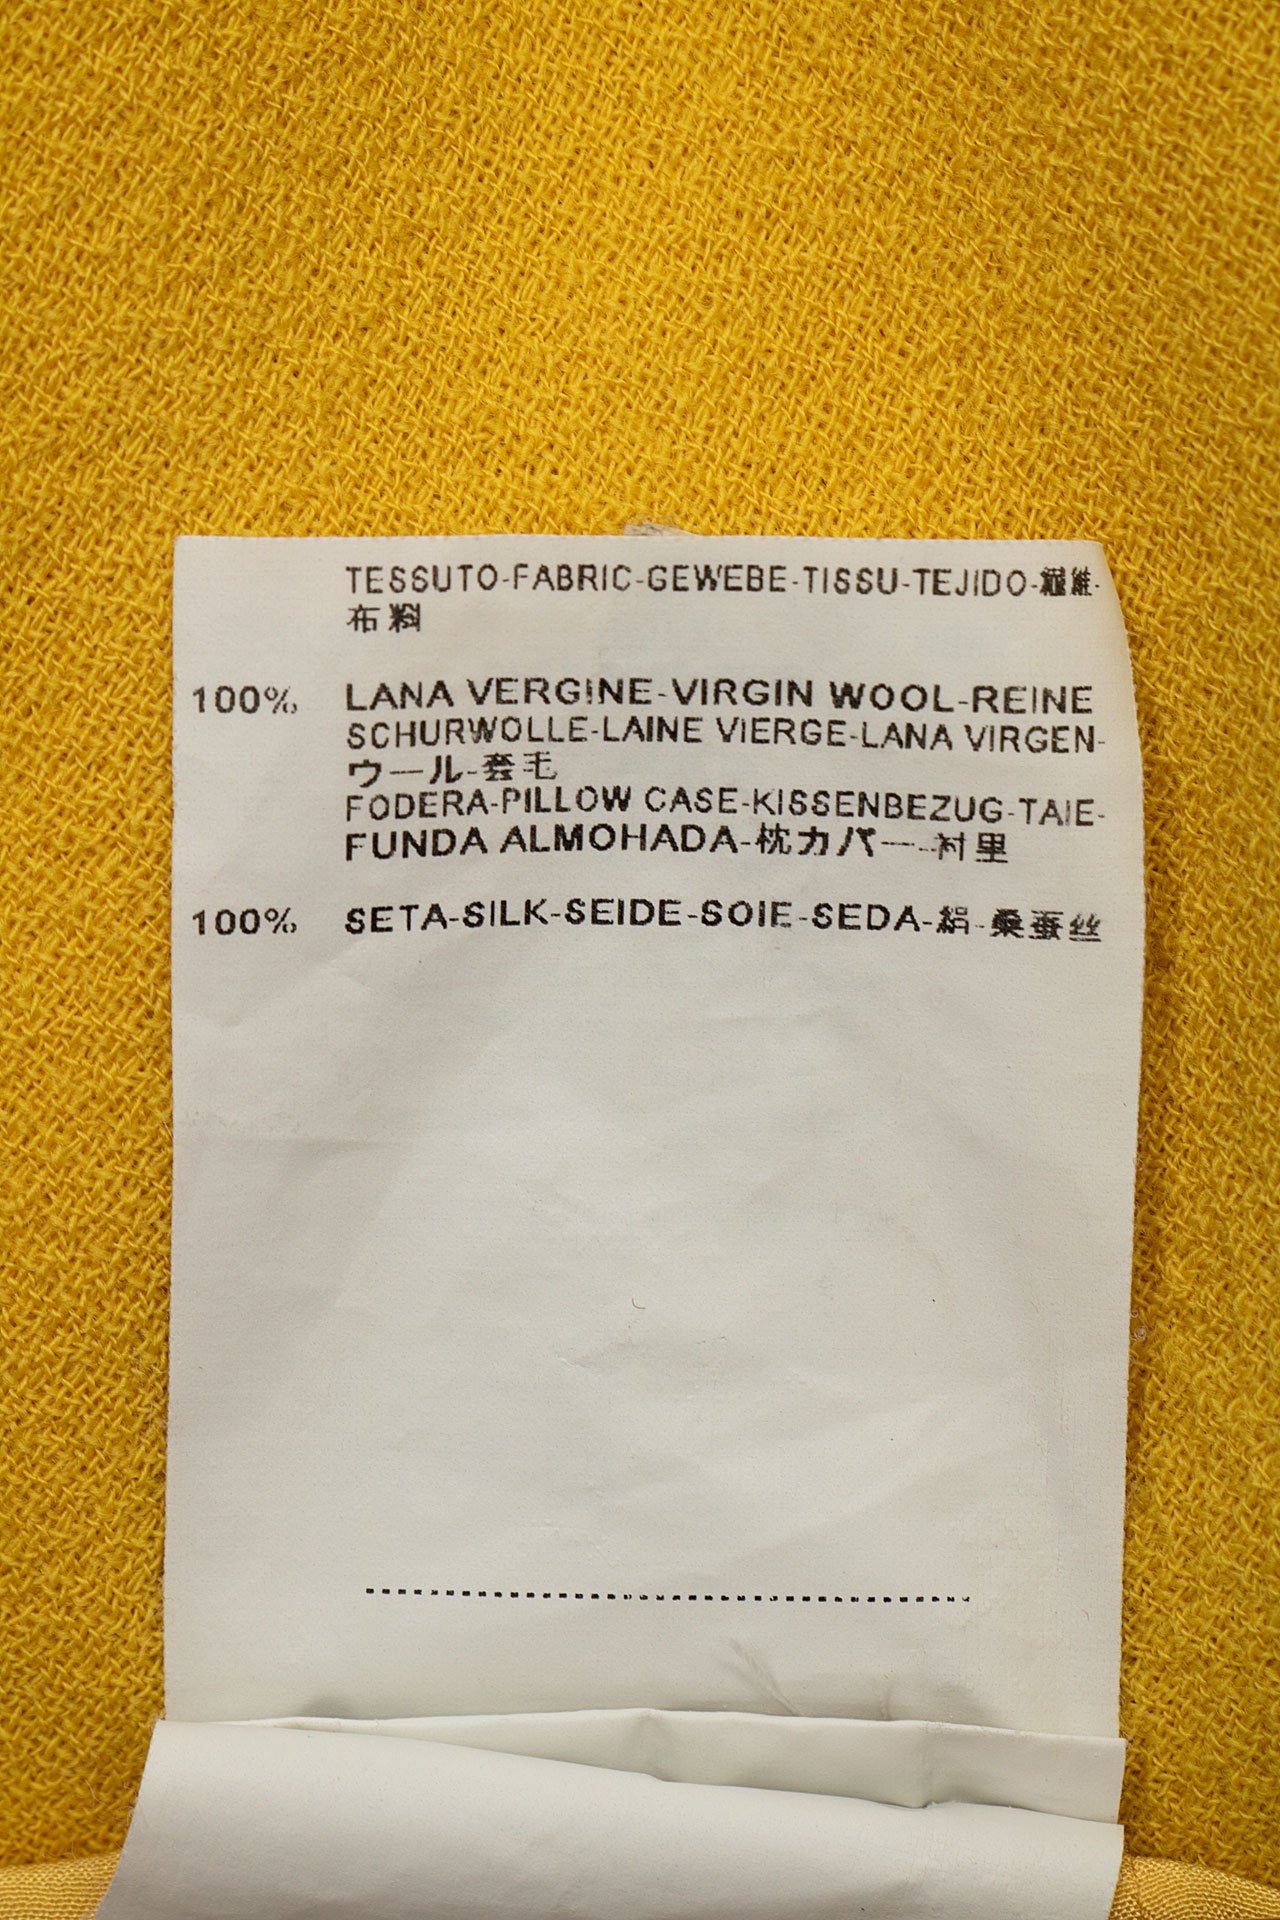 TESSUTO-FABRIC-GEWEBE-TISSU-TEJIDO-繊維-
布料
100% LANA VERGINE-VIRGIN WOOL-REINE
SCHURWOLLE-LAINE VIERGE-LANA VIRGEN-
ウール-套毛
FODERA-PILLOW CASE-KISSENBEZUG-TAIE-
FUNDA ALMOHADA-枕カバー-衬里
100% SETA-SILK-SEIDE-SOIE-SEDA-絹-桑蚕丝